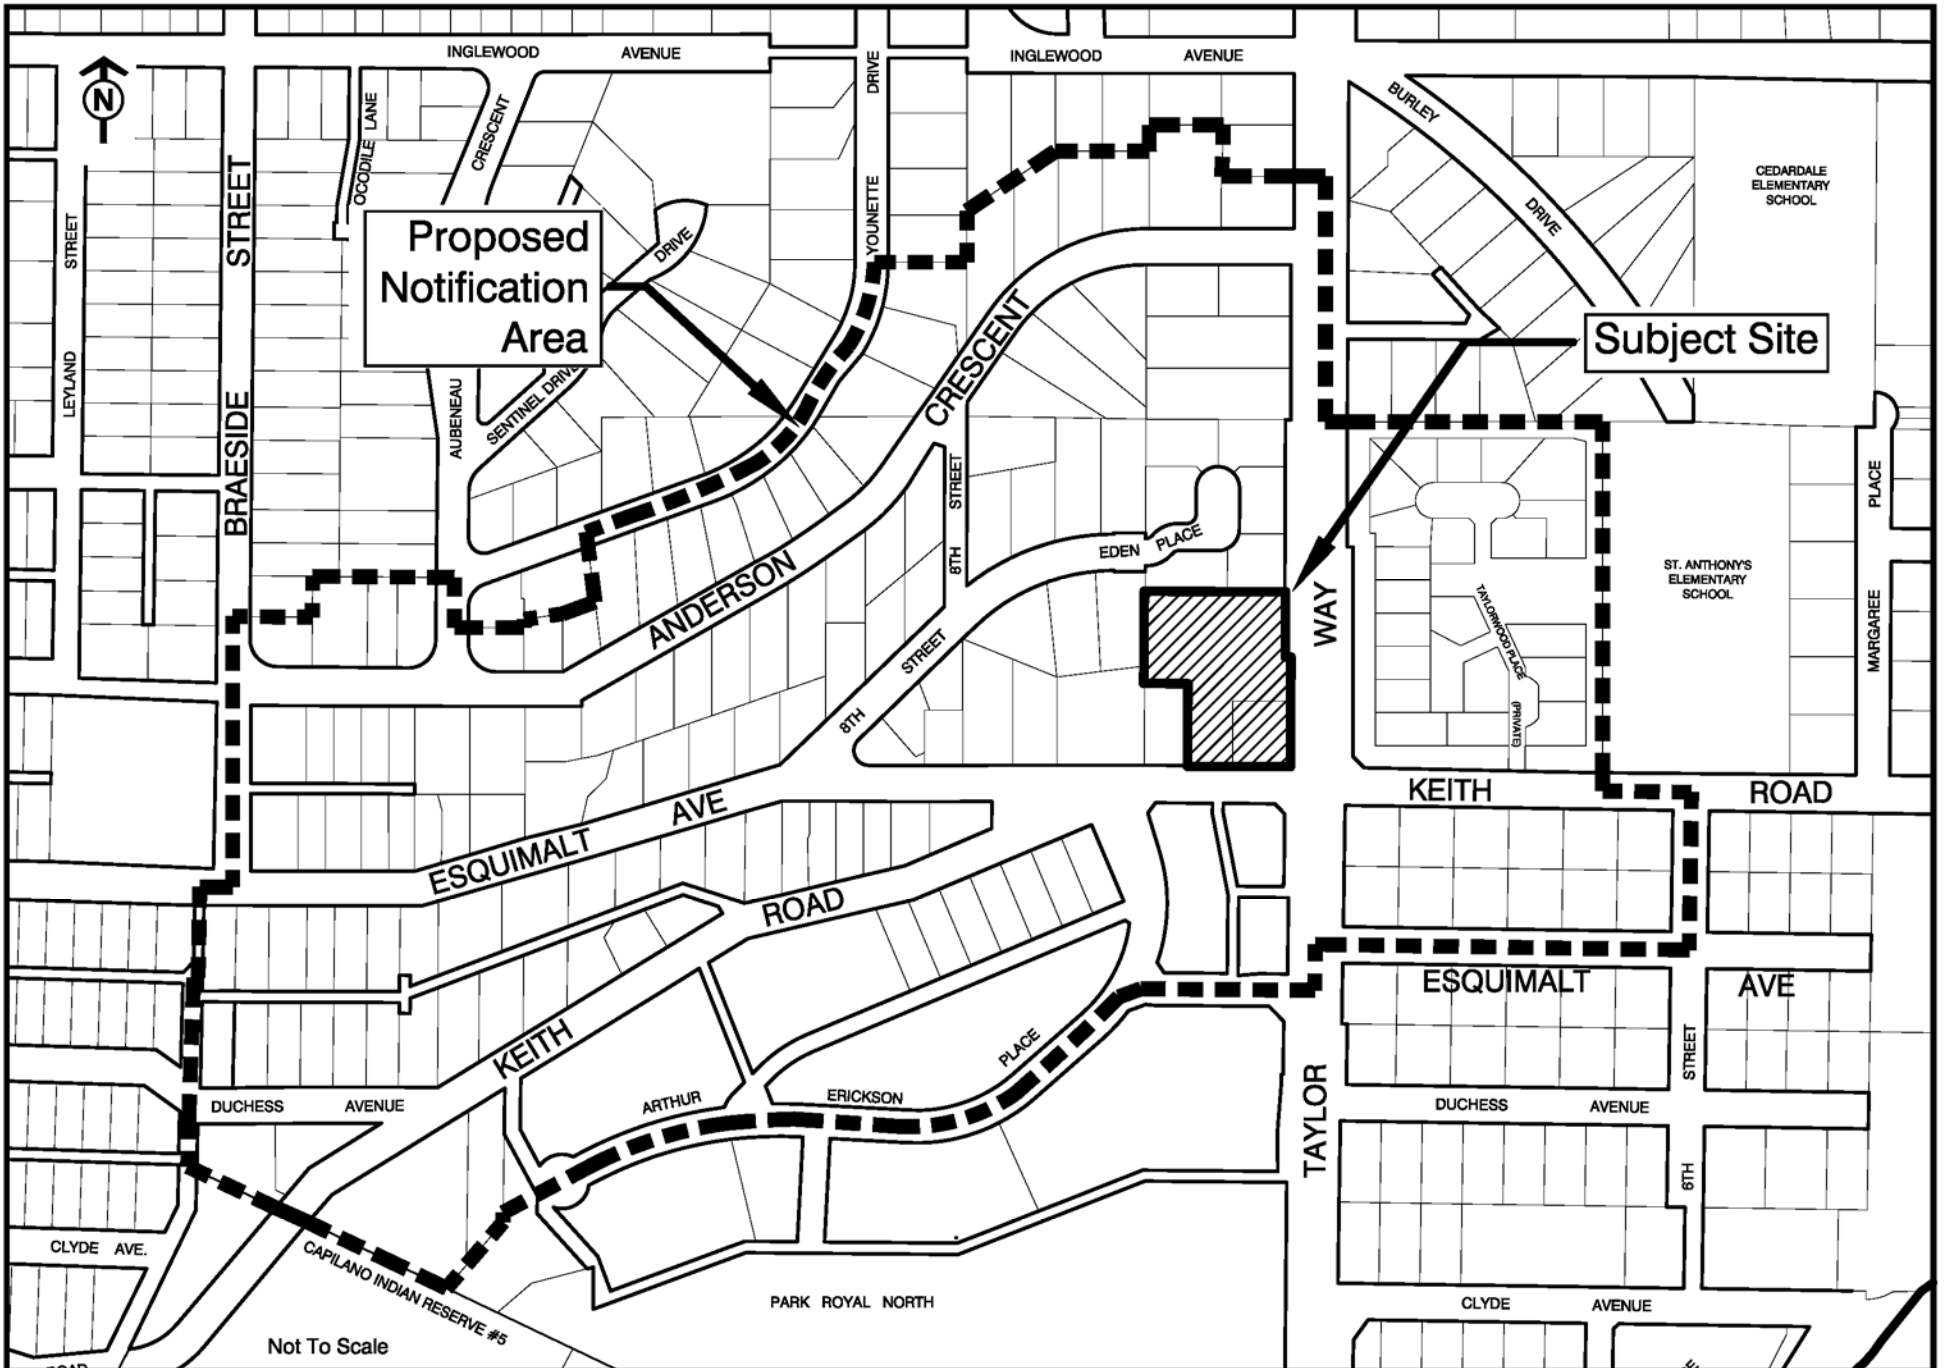 INGLEWOOD AVENUE
INGLEWOOD AVENUE
N
OCODILE LANE
CRESCENT
DRIVE
BURLEY
DRIVE
CEDARDALE
ELEMENTARY
SCHOOL
STREET
LEYLAND
STREET
BRAESIDE
YOUNETTE
DRIVE
Proposed
Notification
Area
Subject Site
AUBENEAU
SENTINEL DRIVE
CRESCENT
ANDERSON
STREET
8TH
EDEN PLACE
STREET
8TH
WAY
TAYLORWOOD PLACE
(PRIVATE)
ST. ANTHONY'S
ELEMENTARY
SCHOOL
PLACE
MARGAREE
KEITH ROAD
ESQUIMALT AVE
ROAD
KEITH
ESQUIMALT AVE
PLACE
STREET
TAYLOR
ARTHUR ERICKSON
DUCHESS AVENUE
DUCHESS AVENUE
6TH
CLYDE AVE.
CAPILANO INDIAN RESERVE #5
PARK ROYAL NORTH
CLYDE AVENUE
Not To Scale